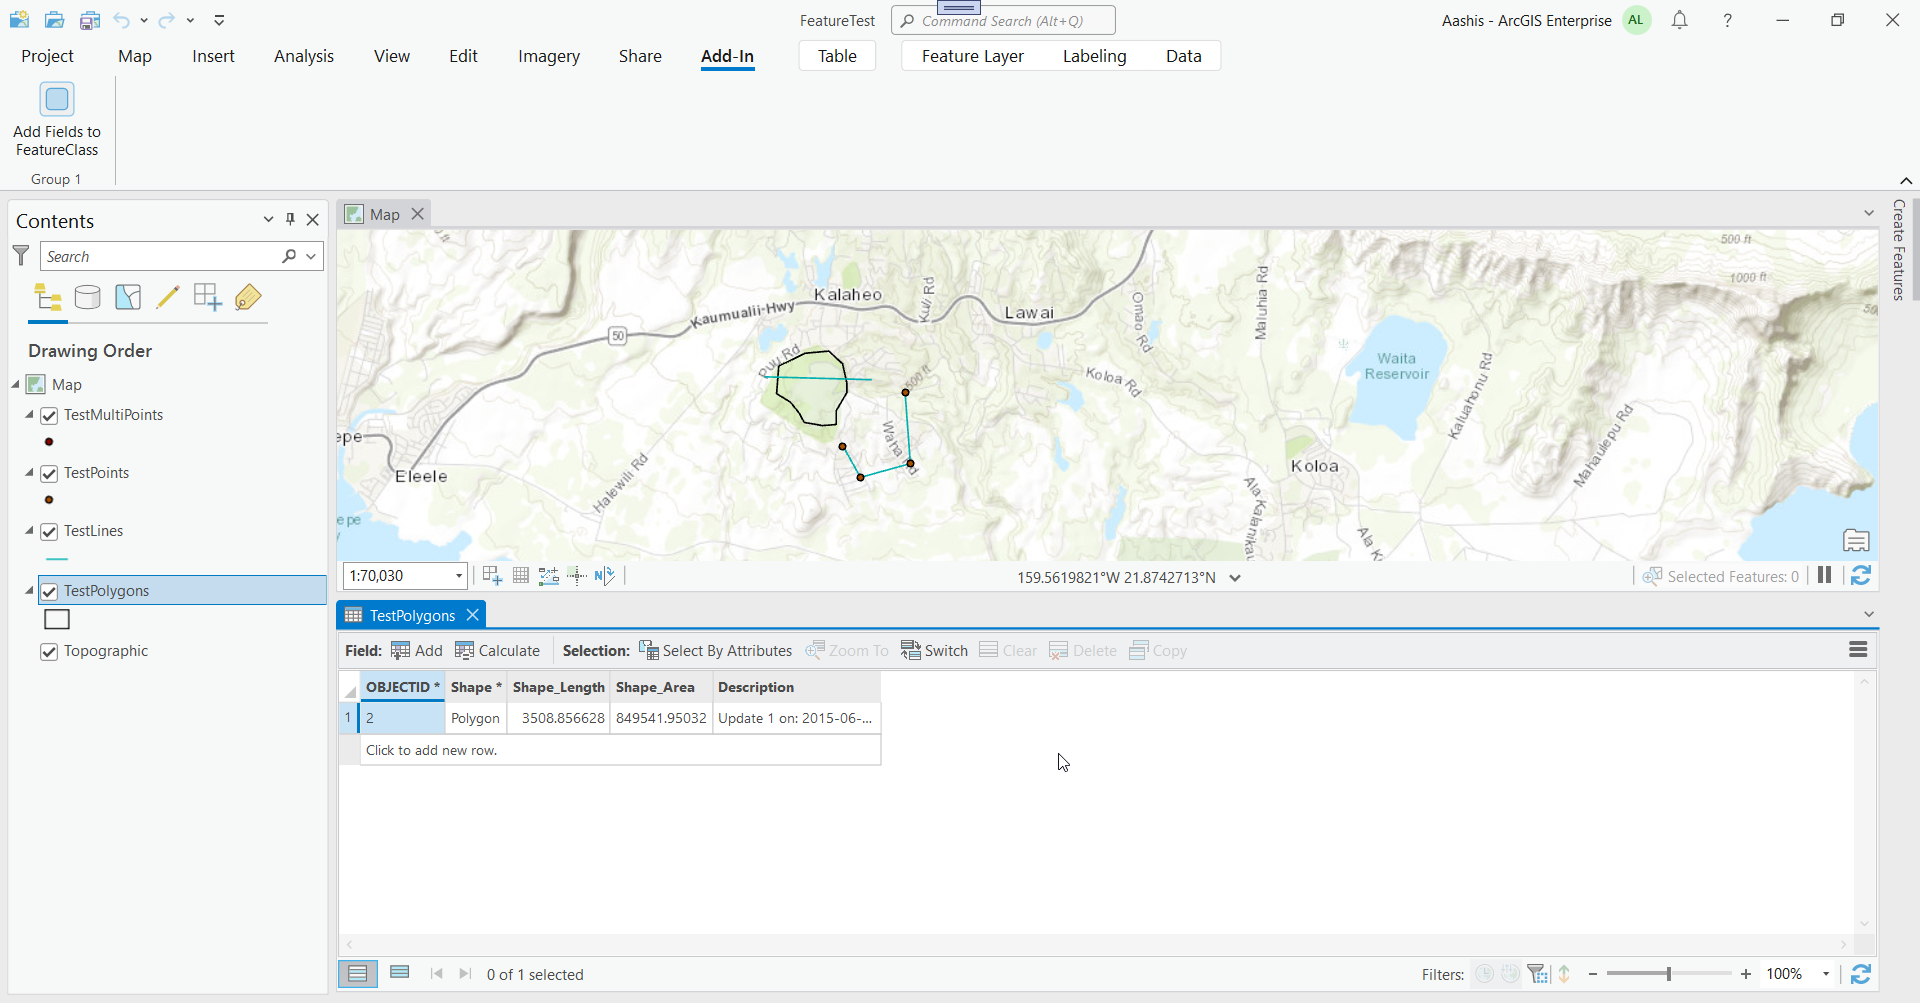 FeatureTest
Command Search (Alt+Q)
Aashis - ArcGIS Enterprise
AL
?
Project
Map
Insert
Analysis
View
Edit
Imagery
Share
Add-In
Table
Feature Layer
Labeling
Data
Add Fields to
FeatureClass
Group 1
Contents
Search
Drawing Order
Map
TestMultiPoints
TestPoints
TestLines
TestPolygons
Topographic
Map
Create Features
500 ft
1000 ft
Kalaheo
Kaumualii-Hwy
Lawai
Omao Rd
Maluhia Rd
50
Puu Rd
500 ft
Koloa Rd
Waita
Reservoir
Kaluahonu Rd
Mahaulepu Rd
epe
Eleele
Halewili Rd
Koloa
Ala Kalanikau
Ala K
epe
1:70,030
159.5619821°W 21.8742713°N
Selected Features: 0
TestPolygons
Field: Add Calculate Selection: Select By Attributes Zoom To Switch Clear Delete Copy
OBJECTID * Shape * Shape_Length Shape_Area Description
1 2 Polygon 3508.856628 849541.95032 Update 1 on: 2015-06-...
Click to add new row.
0 of 1 selected
Filters:
100%